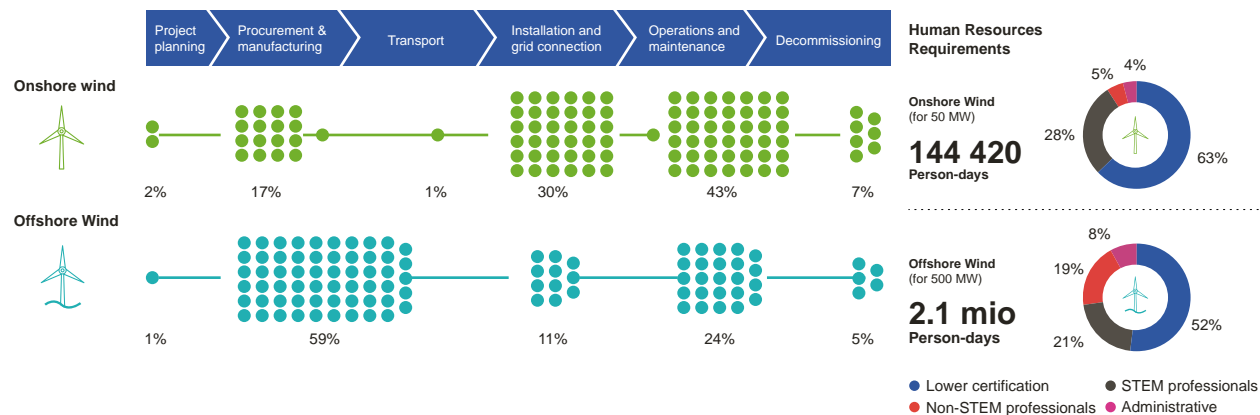 Project
planning
Procurement &
manufacturing
Transport
Installation and
grid connection
Operations and
maintenance
Decommissioning
Onshore wind
2%
17%
1%
30%
43%
7%
Offshore Wind
1%
59%
11%
24%
5%
Human Resources
Requirements
Onshore Wind
(for 50 MW)
144 420
Person-days
5%
4%
28%
63%
Offshore Wind
(for 500 MW)
2.1 mio
Person-days
8%
19%
21%
52%
Lower certification
STEM professionals
Non-STEM professionals
Administrative